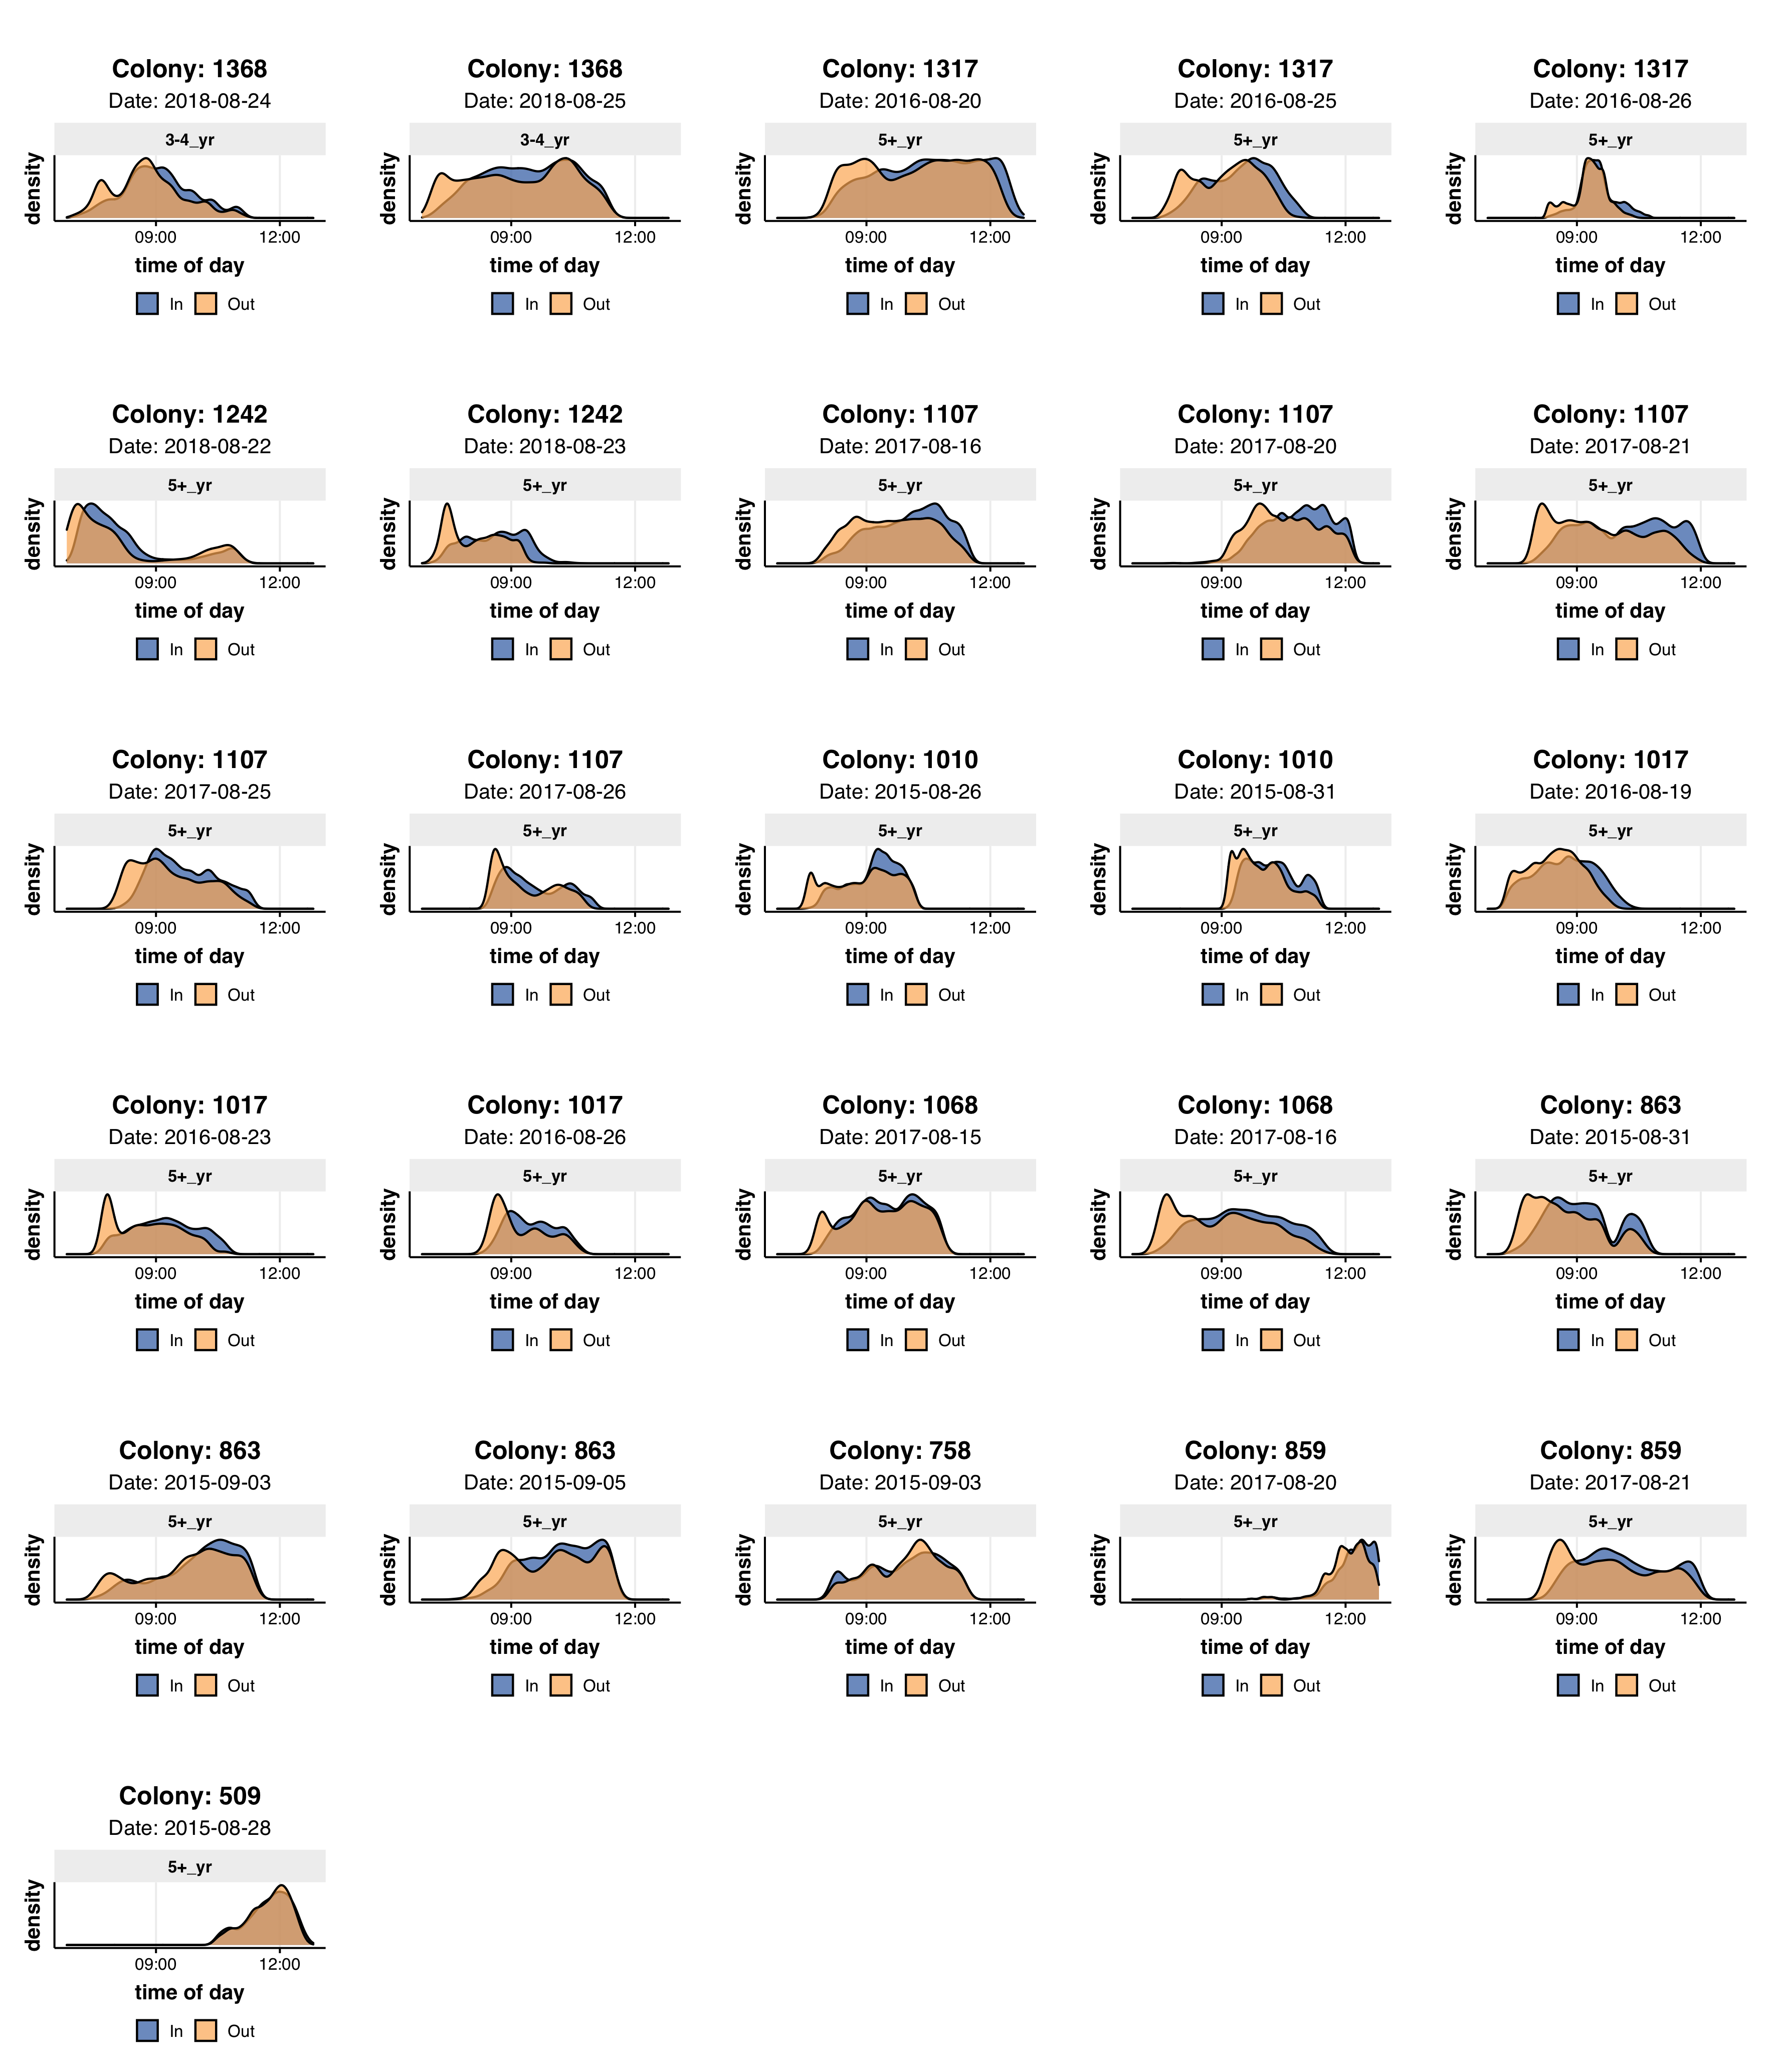 Colony: 1368 Colony: 1368 Colony: 1317 Colony: 1317 Colony: 1317
Date: 2018-08-24 Date: 2018-08-25 Date: 2016-08-20 Date: 2016-08-25 Date: 2016-08-26
3-4_yr 3-4_yr 5+_yr 5+_yr 5+_yr
density density density density density
09:00 12:00 09:00 12:00 09:00 12:00 09:00 12:00 09:00 12:00
time of day time of day time of day time of day time of day
In Out In Out In Out In Out In Out
Colony: 1242 Colony: 1242 Colony: 1107 Colony: 1107 Colony: 1107
Date: 2018-08-22 Date: 2018-08-23 Date: 2017-08-16 Date: 2017-08-20 Date: 2017-08-21
5+_yr 5+_yr 5+_yr 5+_yr 5+_yr
density density density density density
09:00 12:00 09:00 12:00 09:00 12:00 09:00 12:00 09:00 12:00
time of day time of day time of day time of day time of day
In Out In Out In Out In Out In Out
Colony: 1107 Colony: 1107 Colony: 1010 Colony: 1010 Colony: 1017
Date: 2017-08-25 Date: 2017-08-26 Date: 2015-08-26 Date: 2015-08-31 Date: 2016-08-19
5+_yr 5+_yr 5+_yr 5+_yr 5+_yr
density density density density density
09:00 12:00 09:00 12:00 09:00 12:00 09:00 12:00 09:00 12:00
time of day time of day time of day time of day time of day
In Out In Out In Out In Out In Out
Colony: 1017 Colony: 1017 Colony: 1068 Colony: 1068 Colony: 863
Date: 2016-08-23 Date: 2016-08-26 Date: 2017-08-15 Date: 2017-08-16 Date: 2015-08-31
5+_yr 5+_yr 5+_yr 5+_yr 5+_yr
density density density density density
09:00 12:00 09:00 12:00 09:00 12:00 09:00 12:00 09:00 12:00
time of day time of day time of day time of day time of day
In Out In Out In Out In Out In Out
Colony: 863 Colony: 863 Colony: 758 Colony: 859 Colony: 859
Date: 2015-09-03 Date: 2015-09-05 Date: 2015-09-03 Date: 2017-08-20 Date: 2017-08-21
5+_yr 5+_yr 5+_yr 5+_yr 5+_yr
density density density density density
09:00 12:00 09:00 12:00 09:00 12:00 09:00 12:00 09:00 12:00
time of day time of day time of day time of day time of day
In Out In Out In Out In Out In Out
Colony: 509
Date: 2015-08-28
5+_yr
density
09:00 12:00
time of day
In Out